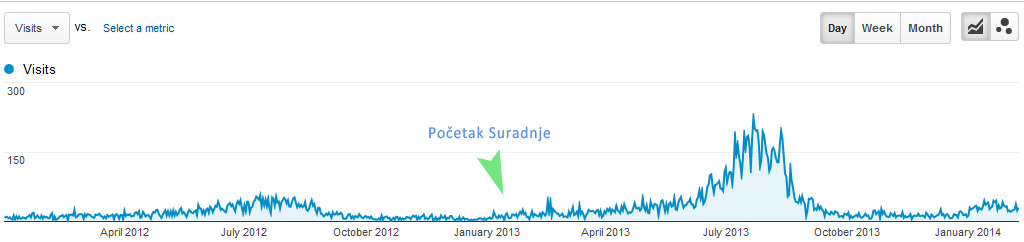 Visits vs. Select a metric Day Week Month
Visits
300
Početak Suradnje
150
April 2012 July 2012 October 2012 January 2013 April 2013 July 2013 October 2013 January 2014